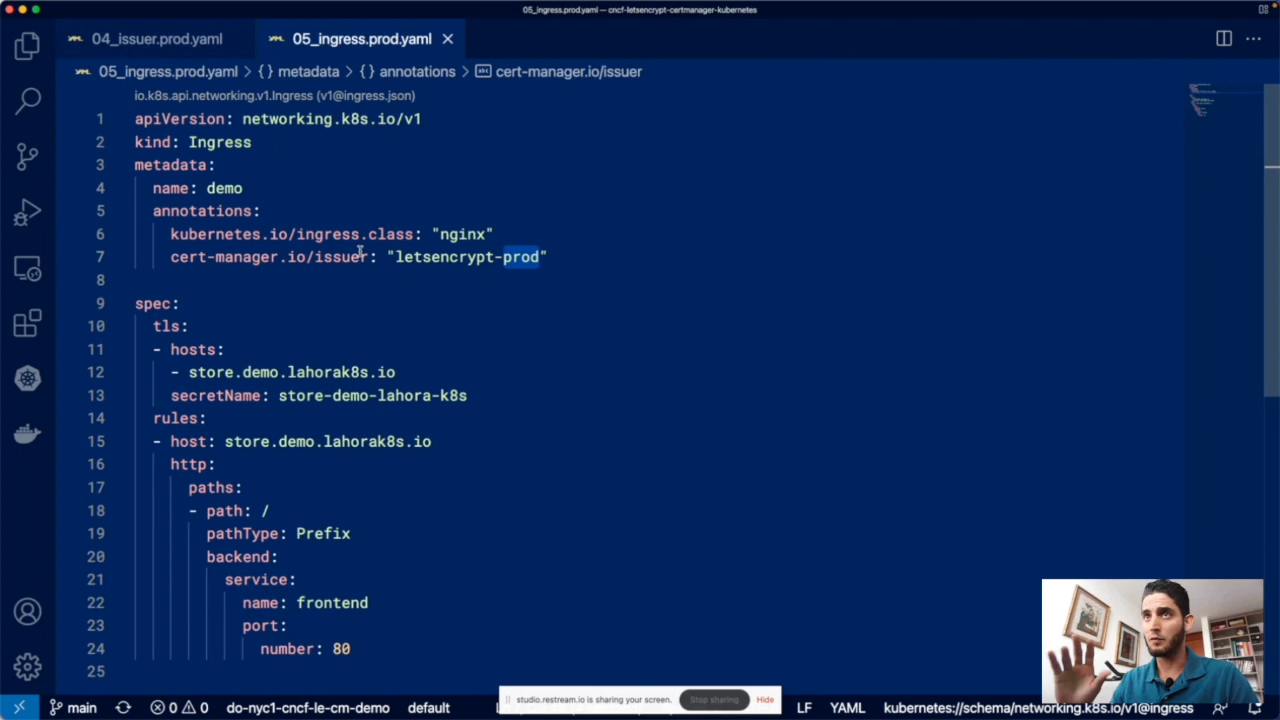 05_ingress.prod.yaml — cncf-letsencrypt-certmanager-kubernetes
04_issuer.prod.yaml
05_ingress.prod.yaml
05_ingress.prod.yaml > {} metadata > {} annotations > abc cert-manager.io/issuer
io.k8s.api.networking.v1.Ingress (v1@ingress.json)
1 apiVersion: networking.k8s.io/v1
2 kind: Ingress
3 metadata:
4 name: demo
5 annotations:
6 kubernetes.io/ingress.class: "nginx"
7 cert-manager.io/issuer: "letsencrypt-prod"
8
9 spec:
10 tls:
11 - hosts:
12 - store.demo.lahorak8s.io
13 secretName: store-demo-lahora-k8s
14 rules:
15 - host: store.demo.lahorak8s.io
16 http:
17 paths:
18 - path: /
19 pathType: Prefix
20 backend:
21 service:
22 name: frontend
23 port:
24 number: 80
25
studio.restream.io is sharing your screen. Stop sharing Hide
main 0 0 do-nyc1-cncf-le-cm-demo default LF YAML kubernetes://schema/networking.k8s.io/v1@ingress